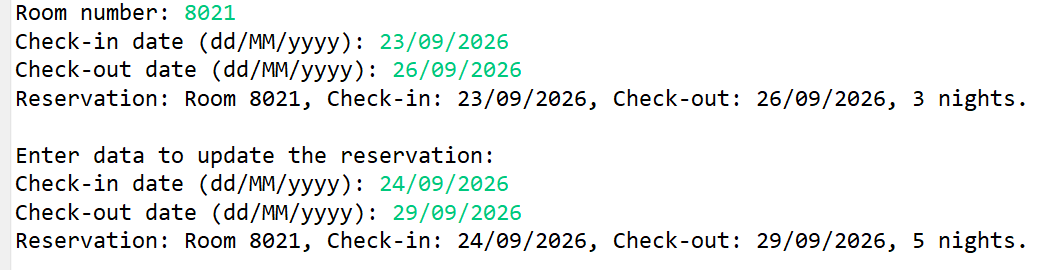 Room number: 8021
Check-in date (dd/MM/yyyy): 23/09/2026
Check-out date (dd/MM/yyyy): 26/09/2026
Reservation: Room 8021, Check-in: 23/09/2026, Check-out: 26/09/2026, 3 nights.
Enter data to update the reservation:
Check-in date (dd/MM/yyyy): 24/09/2026
Check-out date (dd/MM/yyyy): 29/09/2026
Reservation: Room 8021, Check-in: 24/09/2026, Check-out: 29/09/2026, 5 nights.